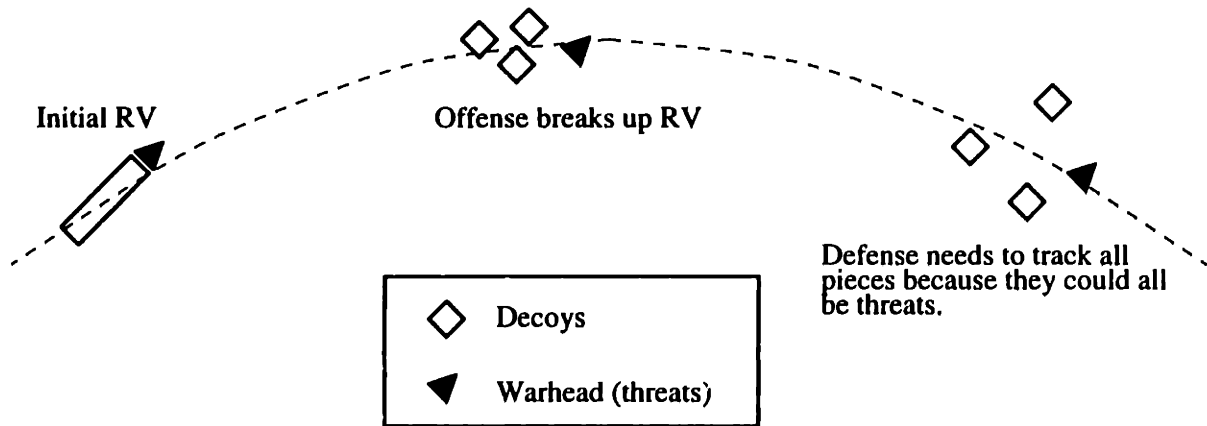 Initial RV
Offense breaks up RV
Defense needs to track all
pieces because they could all
be threats.
Decoys
Warhead (threats)